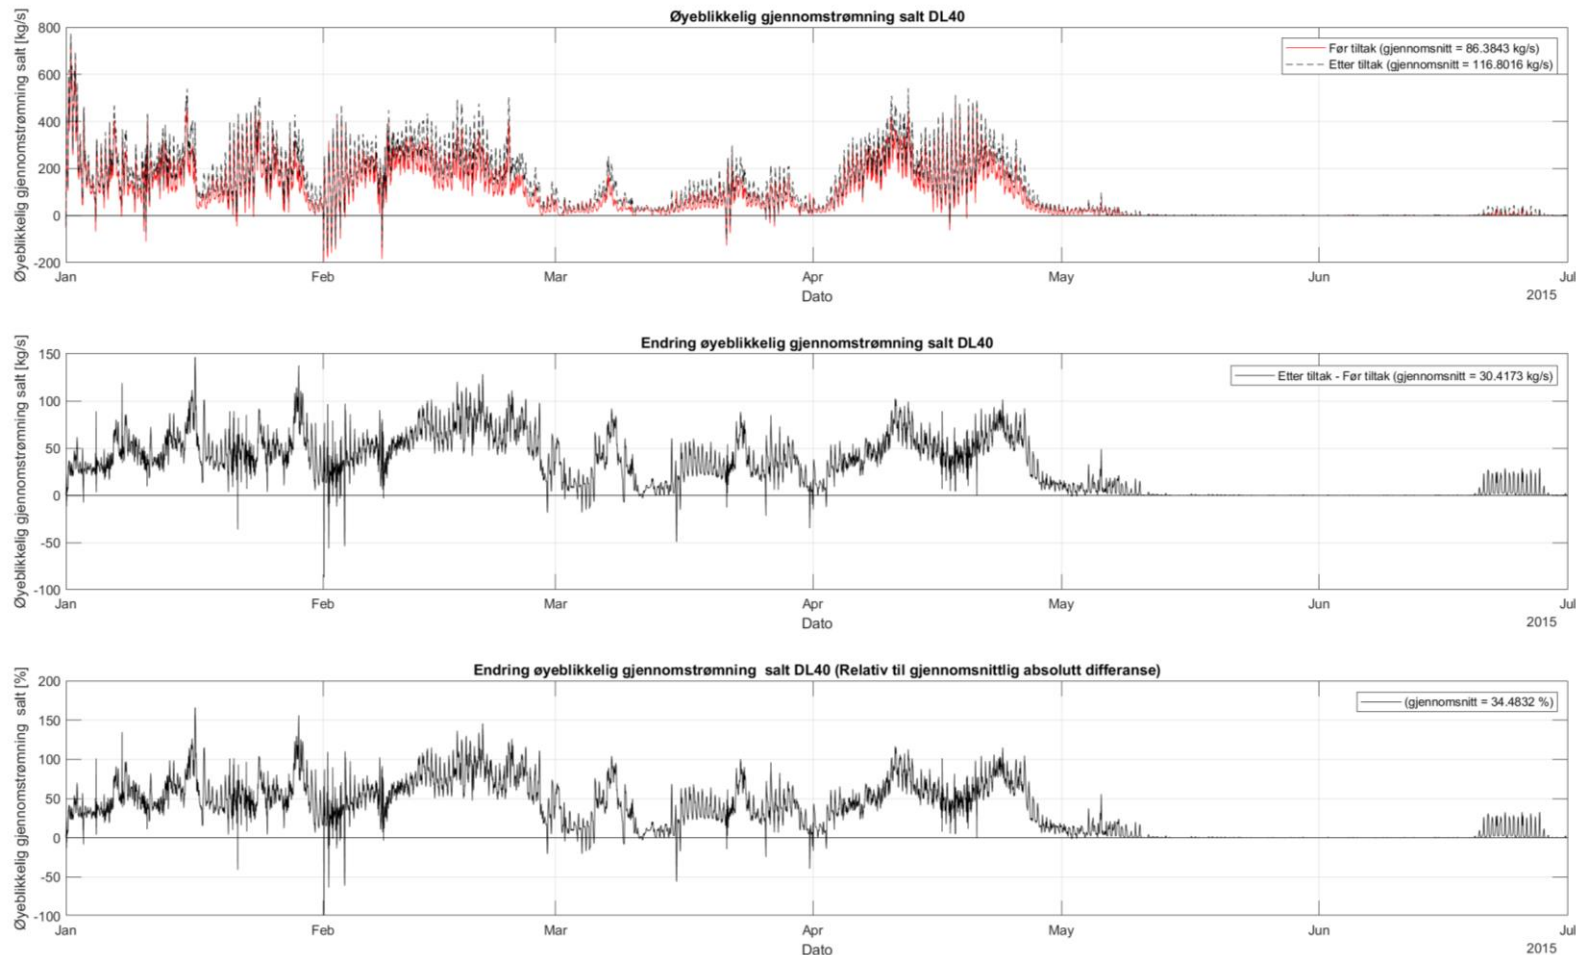 Øyeblikkelig gjennomstrømning salt DL40
Øyeblikkelig gjennomstrømning salt [kg/s]
800
600
400
200
0
-200
Før tiltak (gjennomsnitt = 86.3843 kg/s)
Etter tiltak (gjennomsnitt = 116.8016 kg/s)
Jan Feb Mar Apr May Jun Jul
Dato
2015
Endring øyeblikkelig gjennomstrømning salt DL40
Øyeblikkelig gjennomstrømning salt [kg/s]
150
100
50
0
-50
-100
Etter tiltak - Før tiltak (gjennomsnitt = 30.4173 kg/s)
Jan Feb Mar Apr May Jun Jul
Dato
2015
Endring øyeblikkelig gjennomstrømning  salt DL40 (Relativ til gjennomsnittlig absolutt differanse)
Øyeblikkelig gjennomstrømning  salt [%]
200
150
100
50
0
-50
-100
(gjennomsnitt = 34.4832 %)
Jan Feb Mar Apr May Jun Jul
Dato
2015